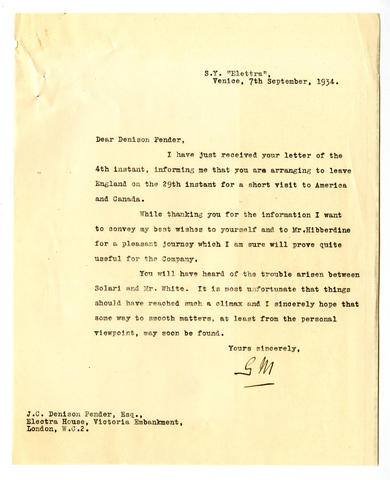 S.Y. "Elettra",
Venice, 7th September, 1934.
Dear Denison Pender,
I have just received your letter of the
4th instant, informing me that you are arranging to leave
England on the 29th instant for a short visit to America
and Canada.
While thanking you for the information I want
to convey my best wishes to yourself and to Mr.Hibberdine
for a pleasant journey which I am sure will prove quite
useful for the Company.
You will have heard of the trouble arisen between
Solari and Mr. White. It is most unfortunate that things
should have reached such a climax and I sincerely hope that
some way to smooth matters, at least from the personal
viewpoint, may soon be found.
Yours sincerely,
GM
J.C. Denison Pender, Esq.,
Electra House, Victoria Embankment,
London, W.C.2.